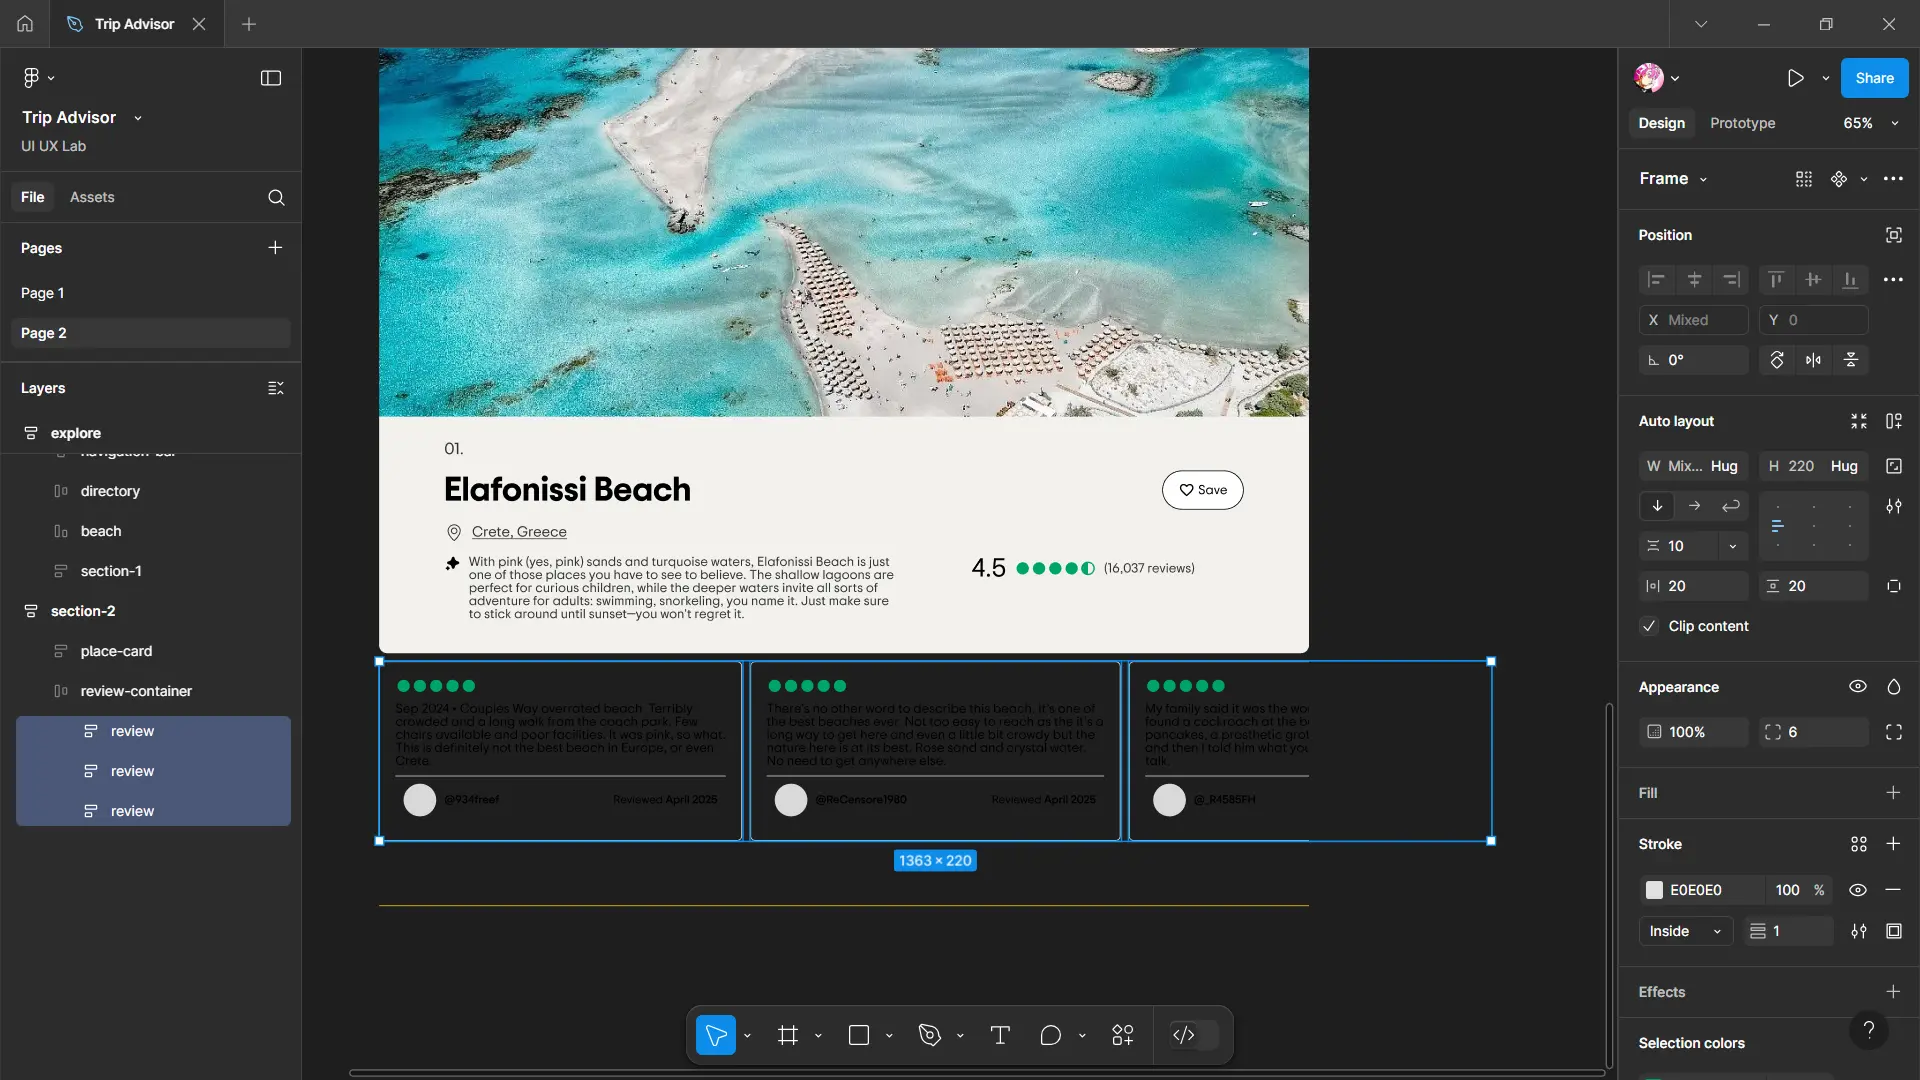 Trip Advisor
Trip Advisor
UI UX Lab
File
Assets
Pages
Page 1
Page 2
Layers
explore
navigation-bar
directory
beach
section-1
section-2
place-card
review-container
review
review
review
01.
Elafonissi Beach
Save
Crete, Greece
With pink (yes, pink) sands and turquoise waters, Elafonissi Beach is just
one of those places you have to see to believe. The shallow lagoons are
perfect for curious children, while the deeper waters invite all sorts of
adventure for adults: swimming, snorkeling, you name it. Just make sure
to stick around until sunset—you won't regret it.
4.5
(16,037 reviews)
Sep 2024 • Couples Way overrated beach. Terribly
crowded and a long walk from the coach park. Few
chairs available and poor facilities. It was pink, so what.
This is definitely not the best beach in Europe, or even
Crete.
@934freef
Reviewed April 2025
There's no other word to describe this beach, it's one of
the best beaches ever. Not too easy to reach as the it's a
long way to get here and even a little bit crowdy but the
nature here is at its best. Rose sand and crystal water.
No need to get anywhere else.
@ReCensore1980
Reviewed April 2025
My family said it was the wo
found a cockroach at the b
pancakes, a prosthetic grot
and then I told him what you
talk.
@_R4585FH
1363 × 220
Share
Design
Prototype
65%
Frame
Position
X Mixed
Y 0
0°
Auto layout
W Mix... Hug
H 220 Hug
10
20
20
Clip content
Appearance
100%
6
Fill
Stroke
E0E0E0
100 %
Inside
1
Effects
?
Selection colors